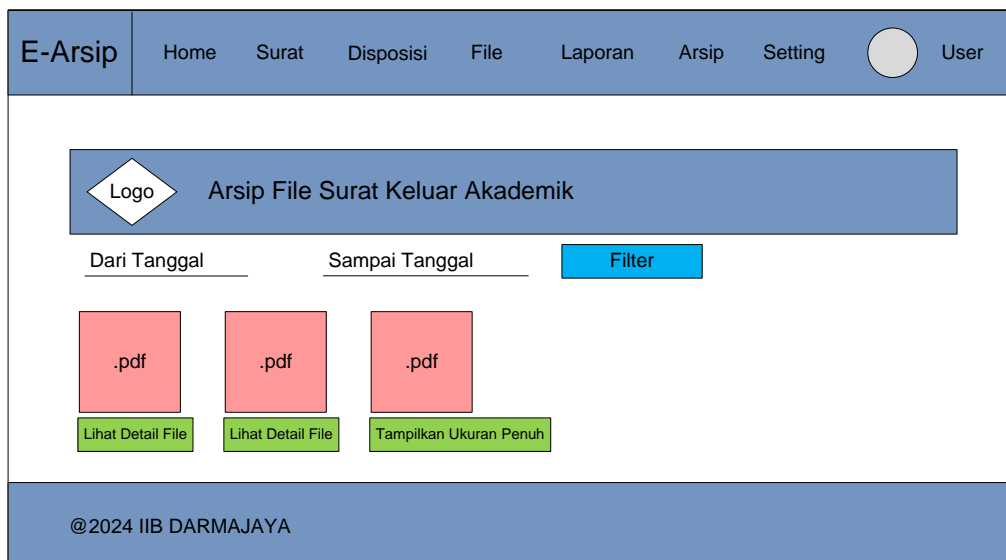 E-Arsip Home Surat Disposisi File Laporan Arsip Setting User
Logo Arsip File Surat Keluar Akademik
Dari Tanggal Sampai Tanggal Filter
.pdf .pdf .pdf
Lihat Detail File Lihat Detail File Tampilkan Ukuran Penuh
@2024 IIB DARMAJAYA